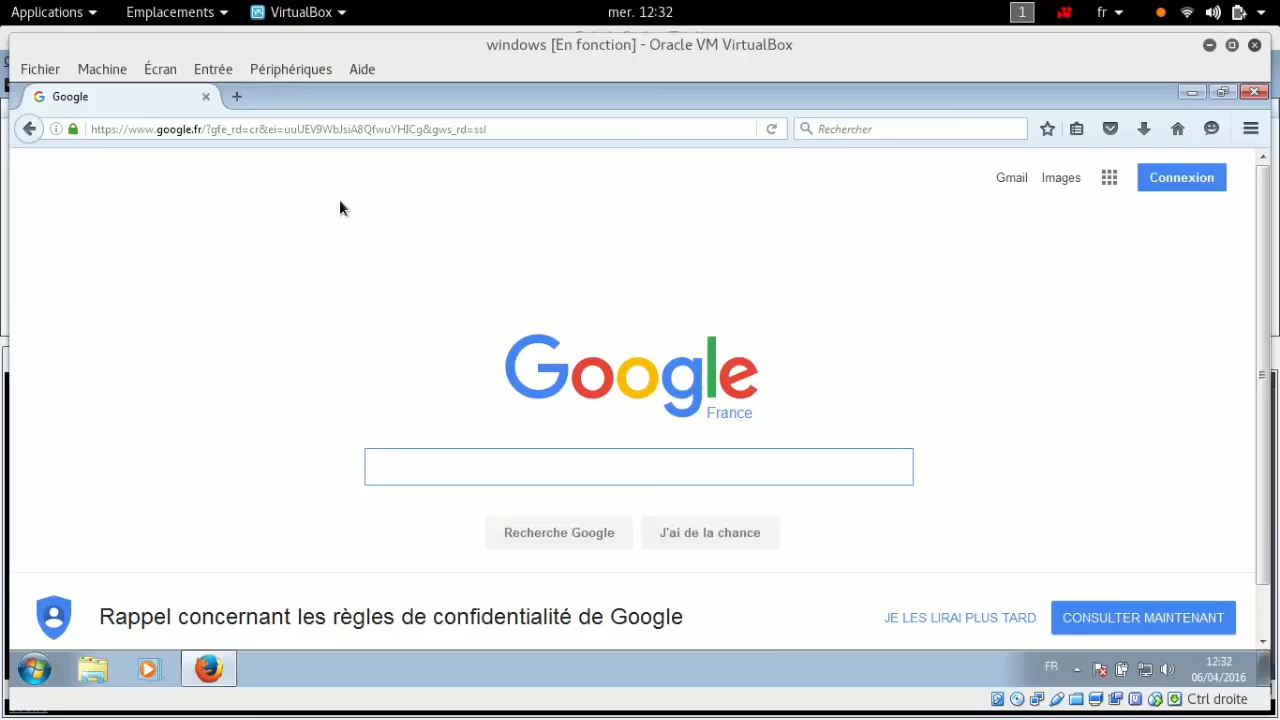 Applications Emplacements VirtualBox mer. 12:32 1 fr
windows [En fonction] - Oracle VM VirtualBox
Fichier Machine Écran Entrée Périphériques Aide
Google
https://www.google.fr/?gfe_rd=cr&ei=uuUEV9WbJsiA8QfwuYHICg&gws_rd=ssl Rechercher
Gmail Images Connexion
Google
France
Recherche Google J'ai de la chance
Rappel concernant les règles de confidentialité de Google JE LES LIRAI PLUS TARD CONSULTER MAINTENANT
FR 12:32
06/04/2016
Ctrl droite